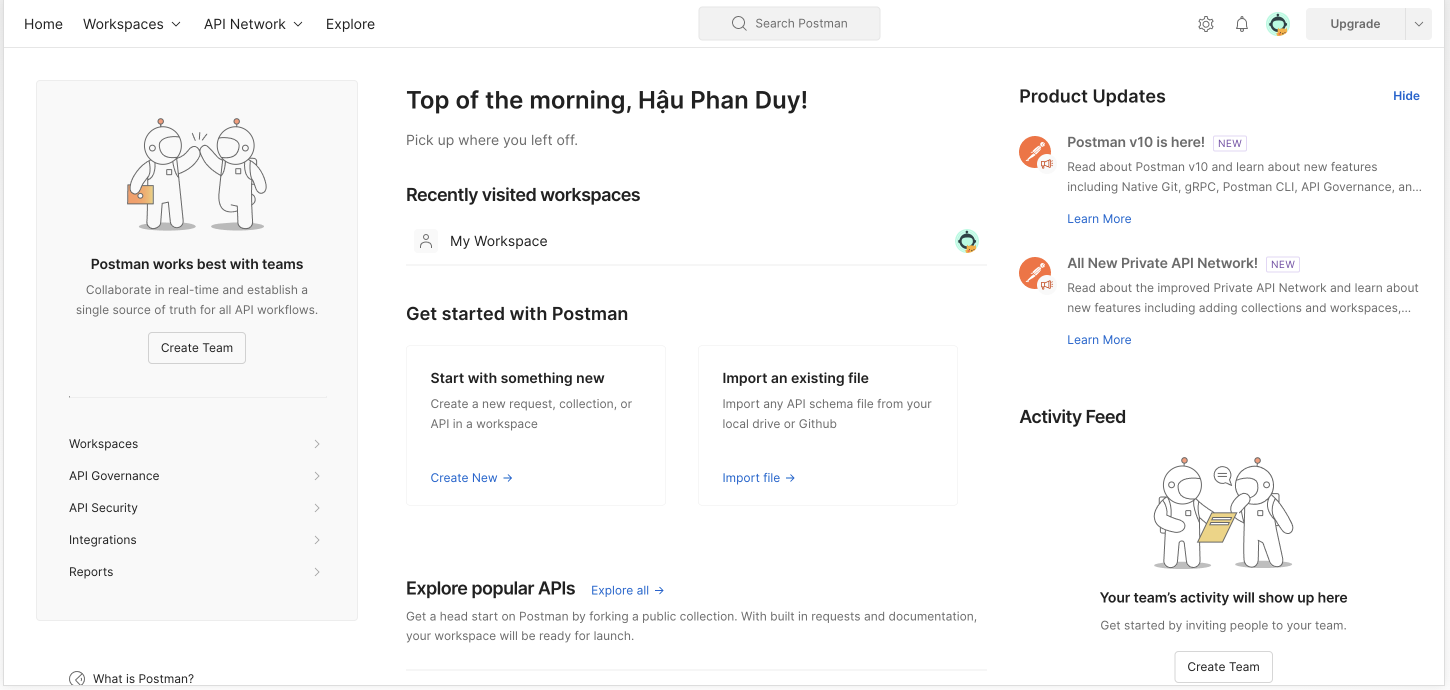 Home
Workspaces
API Network
Explore
Search Postman
Upgrade
Postman works best with teams
Collaborate in real-time and establish a
single source of truth for all API workflows.
Create Team
Workspaces
API Governance
API Security
Integrations
Reports
What is Postman?
Top of the morning, Hậu Phan Duy!
Pick up where you left off.
Recently visited workspaces
My Workspace
Get started with Postman
Start with something new
Create a new request, collection, or
API in a workspace
Create New →
Import an existing file
Import any API schema file from your
local drive or Github
Import file →
Explore popular APIs
Explore all →
Get a head start on Postman by forking a public collection. With built in requests and documentation,
your workspace will be ready for launch.
Product Updates
Hide
Postman v10 is here! NEW
Read about Postman v10 and learn about new features
including Native Git, gRPC, Postman CLI, API Governance, an...
Learn More
All New Private API Network! NEW
Read about the improved Private API Network and learn about
new features including adding collections and workspaces,...
Learn More
Activity Feed
Your team’s activity will show up here
Get started by inviting people to your team.
Create Team